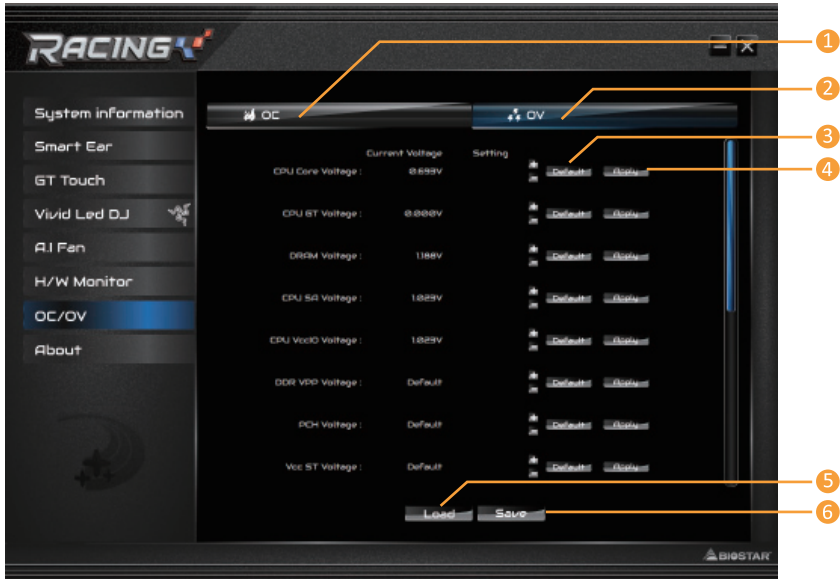 RACING
System information
Smart Ear
GT Touch
Vivid Led DJ
A.I Fan
H/W Monitor
OC/OV
About
OC
OV
Current Voltage Setting
CPU Core Voltage : 0.693V Default Apply
CPU GT Voltage : 0.000V Default Apply
DRAM Voltage : 1.188V Default Apply
CPU SA Voltage : 1.029V Default Apply
CPU VccIO Voltage : 1.029V Default Apply
DDR VPP Voltage : Default Default Apply
PCH Voltage : Default Default Apply
Vcc ST Voltage : Default Default Apply
Load Save
BIOSTAR
1
2
3
4
5
6